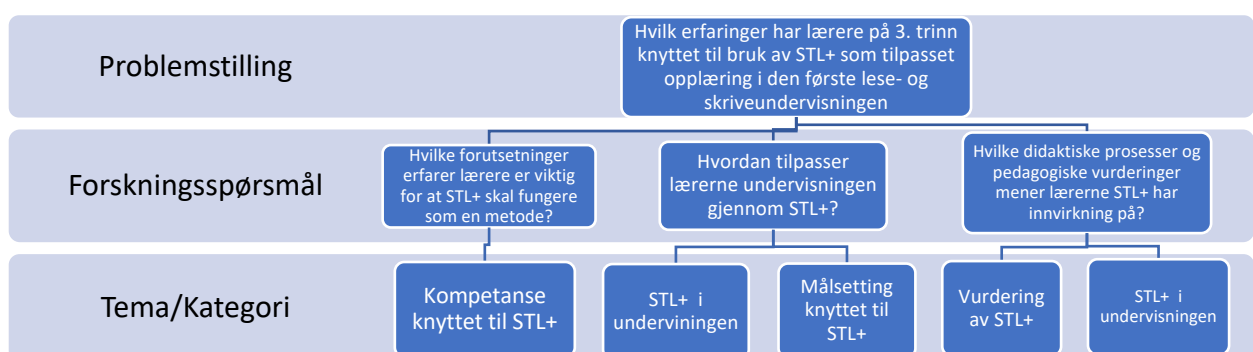 Problemstilling
Hvilk erfaringer har lærere på 3. trinn
knyttet til bruk av STL+ som tilpasset
opplæring i den første lese- og
skriveundervisningen
Forskningsspørsmål
Hvilke forutsetninger
erfarer lærere er viktig
for at STL+ skal fungere
som en metode?
Hvordan tilpasser
lærerne undervisningen
gjennom STL+?
Hvilke didaktiske prosesser og
pedagogiske vurderinger
mener lærerne STL+ har
innvirkning på?
Tema/Kategori
Kompetanse
knyttet til STL+
STL+ i
underviningen
Målsetting
knyttet til
STL+
Vurdering
av STL+
STL+ i
undervisningen